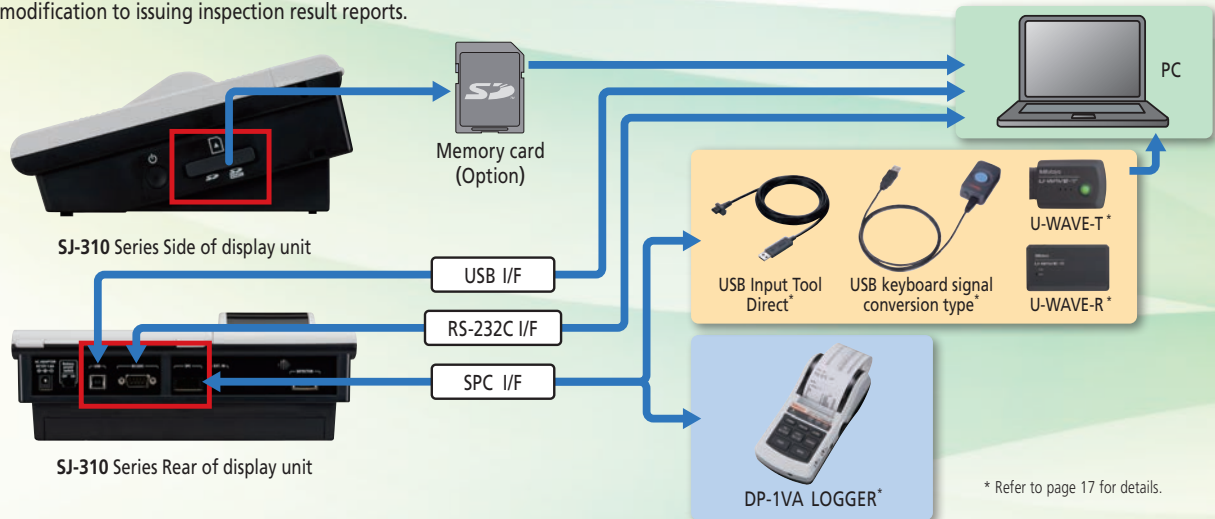 modification to issuing inspection result reports.
PC
SD
Memory card
(Option)
SJ-310 Series Side of display unit
USB I/F
RS-232C I/F
SPC I/F
USB Input Tool
Direct*
USB keyboard signal
conversion type*
U-WAVE-T*
U-WAVE-R*
SJ-310 Series Rear of display unit
DP-1VA LOGGER*
* Refer to page 17 for details.